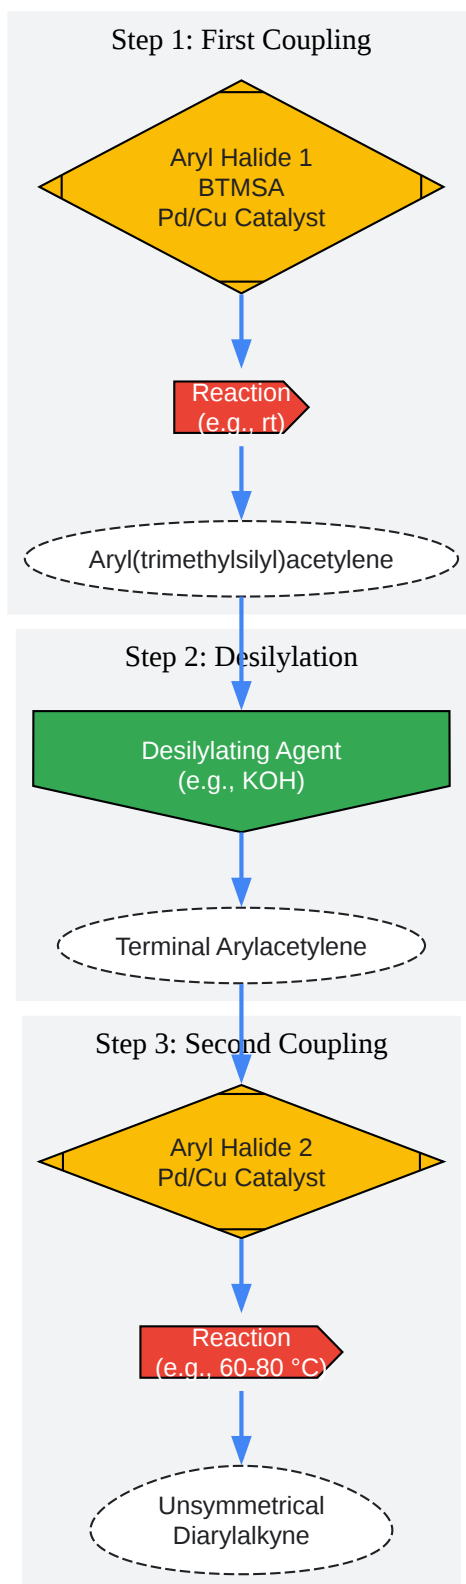 Step 1: First Coupling
Aryl Halide 1
BTMSA
Pd/Cu Catalyst
Reaction
(e.g., rt)
Aryl(trimethylsilyl)acetylene
Step 2: Desilylation
Desilylating Agent
(e.g., KOH)
Terminal Arylacetylene
Step 3: Second Coupling
Aryl Halide 2
Pd/Cu Catalyst
Reaction
(e.g., 60-80 °C)
Unsymmetrical
Diarylalkyne